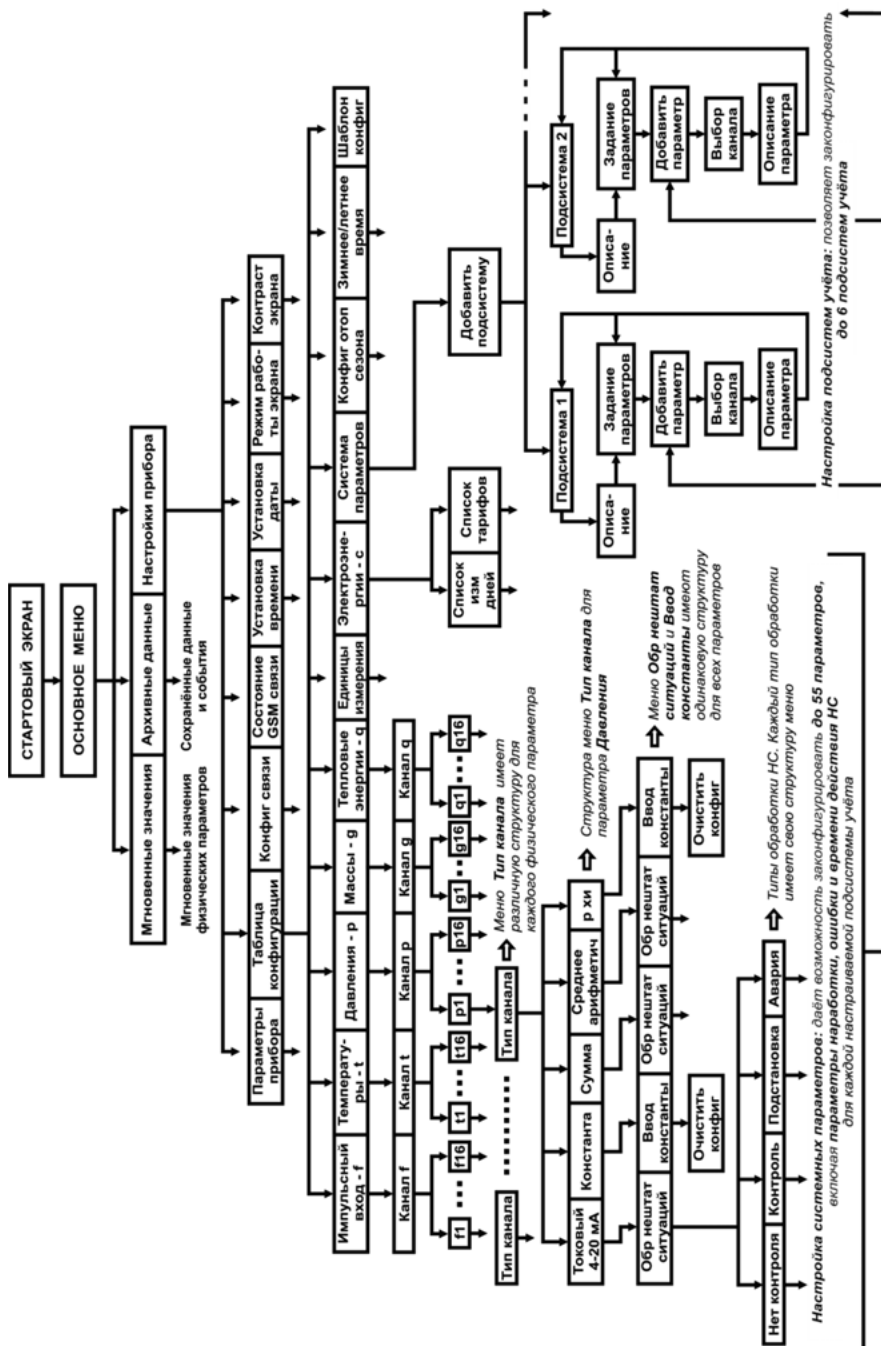 СТАРТОВЫЙ ЭКРАН
ОСНОВНОЕ МЕНЮ
Мгновенные значения
Архивные данные
Настройки прибора
Мгновенные значения
физических параметров
Сохранённые данные
и события
Параметры
прибора
Таблица
конфигурации
Конфиг связи
Состояние
GSM связи
Установка
времени
Установка
даты
Режим рабо-
ты экрана
Контраст
экрана
Импульсный
вход - f
Температу-
ры - t
Давления - p
Массы - g
Тепловые
энергии - q
Единицы
измерения
Электроэне-
ргии - c
Система
параметров
Конфиг отоп
сезона
Зимнее/летнее
время
Шаблон
конфиг
Канал f
Канал t
Канал p
Канал g
Канал q
Список
изм
дней
Список
тарифов
Добавить
подсистему
f1
f16
t1
t16
p1
p16
g1
g16
q1
q16
Тип канала
Тип канала
Меню Тип канала имеет
различную структуру для
каждого физического параметра
Токовый
4-20 мА
Константа
Сумма
Среднее
арифметич
p хи
Структура меню Тип канала для
параметра Давления
Обр нештат
ситуаций
Ввод
константы
Обр нештат
ситуаций
Обр нештат
ситуаций
Ввод
константы
Меню Обр нештат
ситуаций и Ввод
константы имеют
одинаковую структуру
для всех параметров
Очистить
конфиг
Очистить
конфиг
Нет контроля
Контроль
Подстановка
Авария
Типы обработки НС. Каждый тип обработки
имеет свою структуру меню
Подсистема 1
Описа-
ние
Задание
параметров
Добавить
параметр
Выбор
канала
Описание
параметра
Подсистема 2
Описа-
ние
Задание
параметров
Добавить
параметр
Выбор
канала
Описание
параметра
Настройка системных параметров: даёт возможность законфигурировать до 55 параметров,
включая параметры наработки, ошибки и времени действия НС
для каждой настраиваемой подсистемы учёта
Настройка подсистем учёта: позволяет законфигурировать
до 6 подсистем учёта